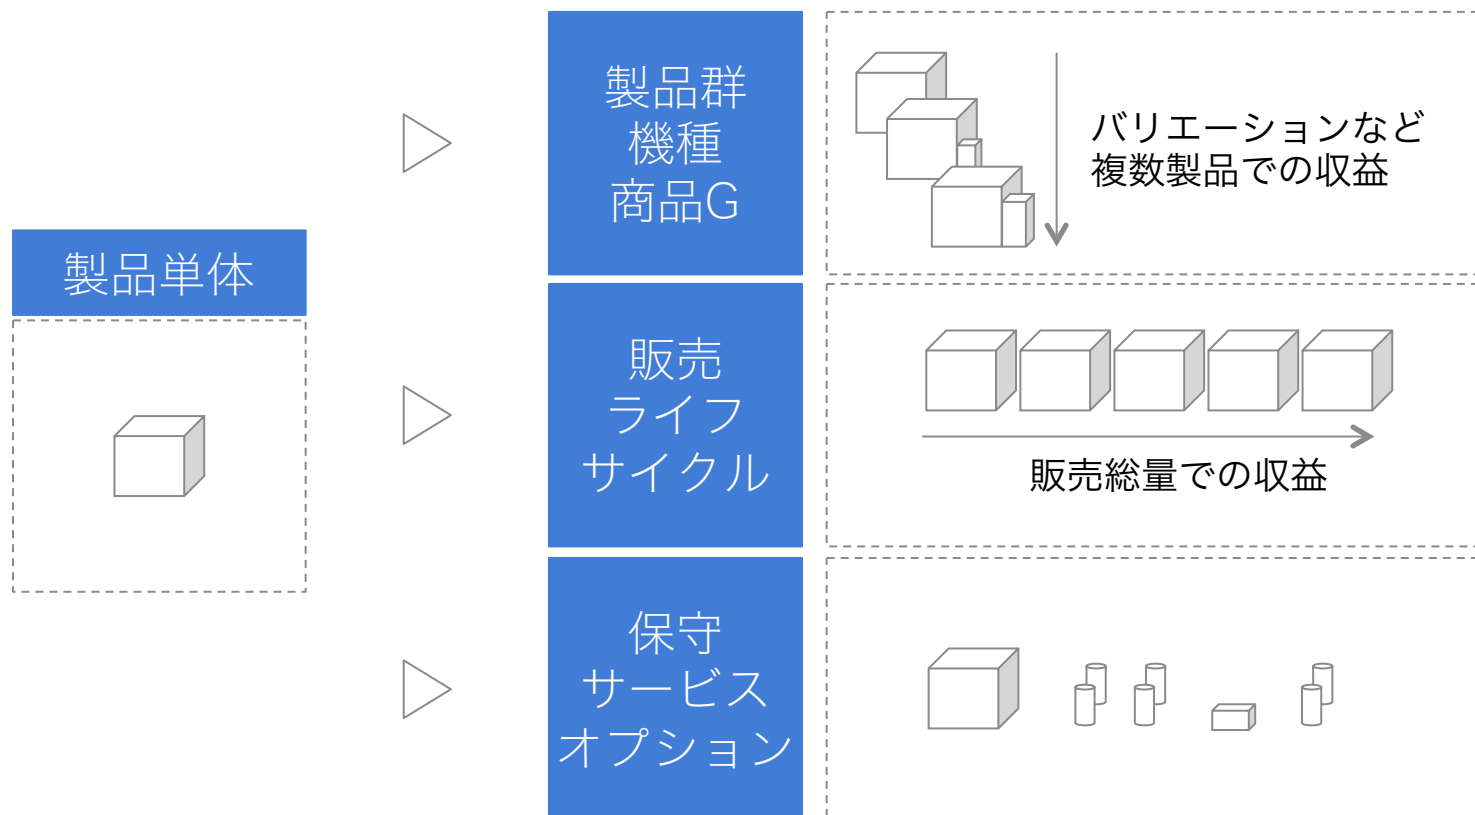 製品単体
製品群
機種
商品G
バリエーションなど
複数製品での収益
販売
ライフ
サイクル
販売総量での収益
保守
サービス
オプション